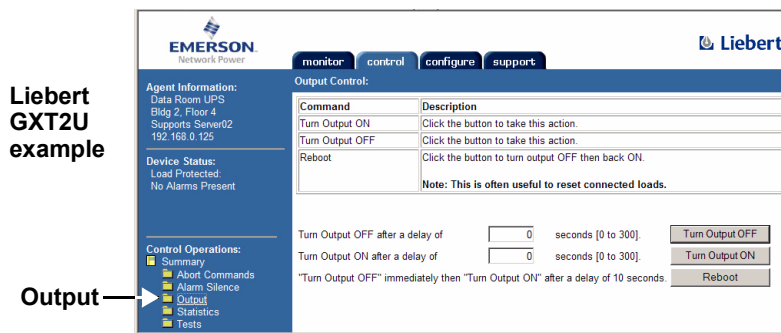 Liebert
GXT2U
example
Output
EMERSON
Network Power
Agent Information:
Data Room UPS
Bldg 2, Floor 4
Supports Server02
192.168.0.125
Device Status:
Load Protected:
No Alarms Present
Control Operations:
Summary
Abort Commands
Alarm Silence
Output
Statistics
Tests
monitor control configure support
Liebert
Output Control:
Command Description
Turn Output ON Click the button to take this action.
Turn Output OFF Click the button to take this action.
Reboot Click the button to turn output OFF then back ON.
Note: This is often useful to reset connected loads.
Turn Output OFF after a delay of 0 seconds [0 to 300]. Turn Output OFF
Turn Output ON after a delay of 0 seconds [0 to 300]. Turn Output ON
"Turn Output OFF" immediately then "Turn Output ON" after a delay of 10 seconds. Reboot